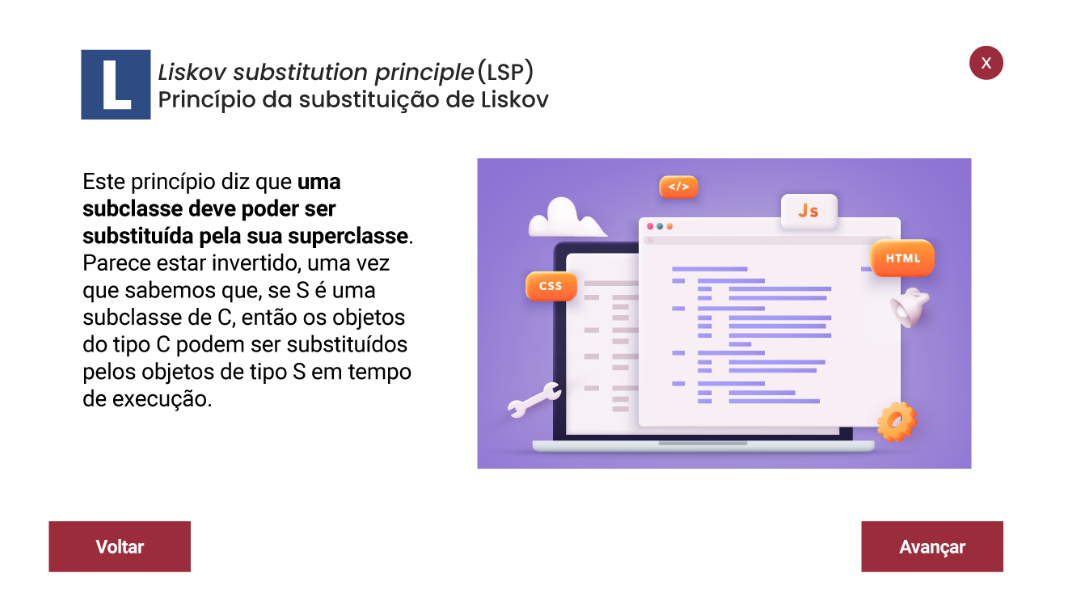 L
Liskov substitution principle (LSP)
Princípio da substituição de Liskov
X
Este princípio diz que uma
subclasse deve poder ser
substituída pela sua superclasse.
Parece estar invertido, uma vez
que sabemos que, se S é uma
subclasse de C, então os objetos
do tipo C podem ser substituídos
pelos objetos de tipo S em tempo
de execução.
</>
Js
HTML
CSS
Voltar
Avançar